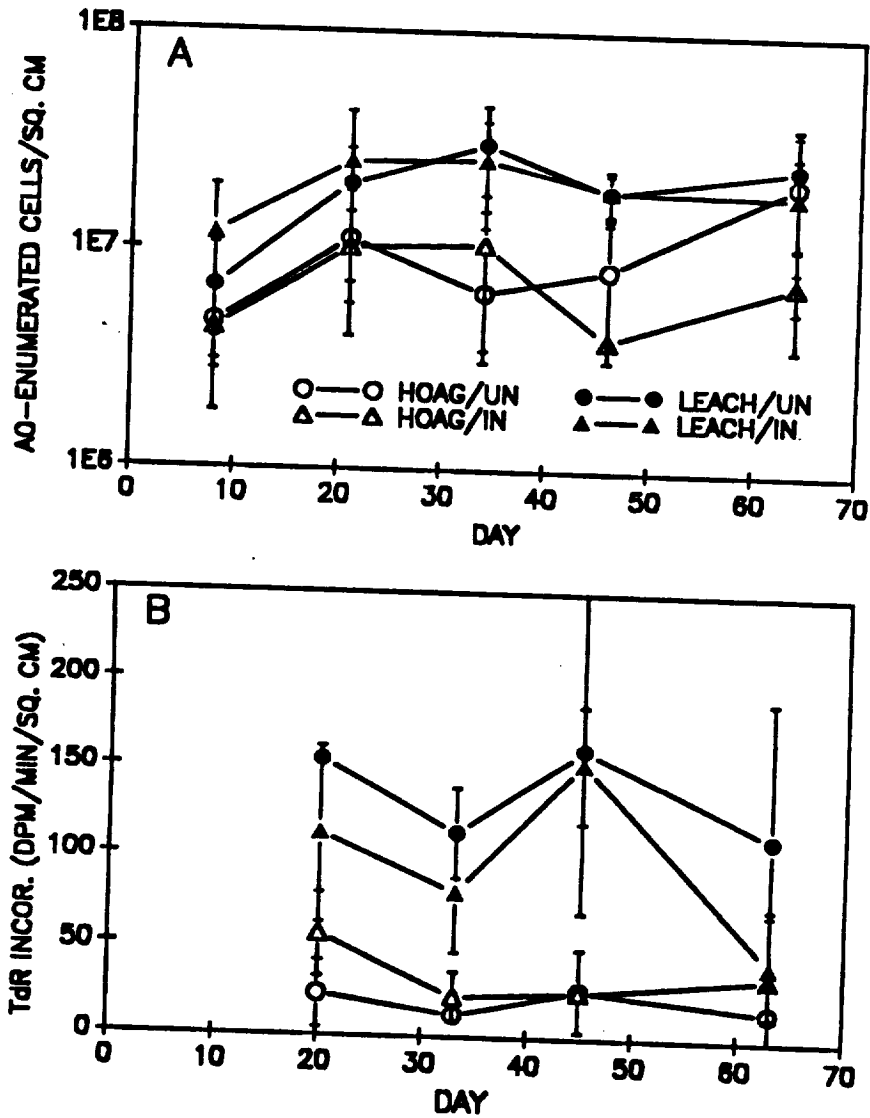 1E8
A
AO-ENUMERATED CELLS/SQ. CM
1E7
HOAG/UN
LEACH/UN
HOAG/IN
LEACH/IN
1E6
0 10 20 30 40 50 60 70
DAY
250
B
200
TdR INCOR. (DPM/MIN/SQ. CM)
150
100
50
0
0 10 20 30 40 50 60 70
DAY